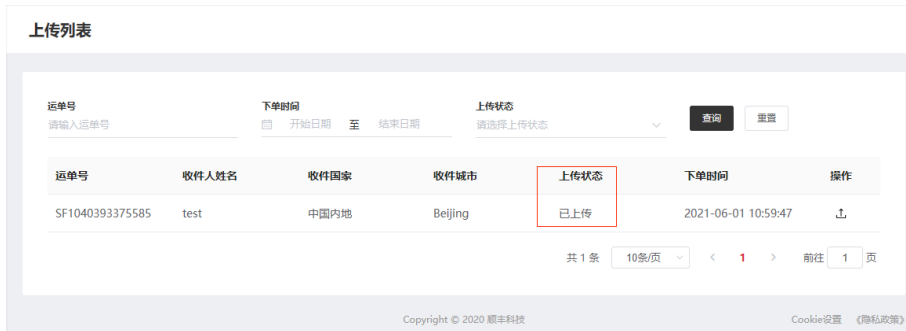 上传列表
运单号 下单时间 上传状态
请输入运单号 开始日期 至 结束日期 请选择上传状态 查询 重置
运单号 收件人姓名 收件国家 收件城市 上传状态 下单时间 操作
SF1040393375585 test 中国内地 Beijing 已上传 2021-06-01 10:59:47
共 1 条 10条/页 < 1 > 前往 1 页
Copyright © 2020 顺丰科技 Cookie设置 《隐私政策》